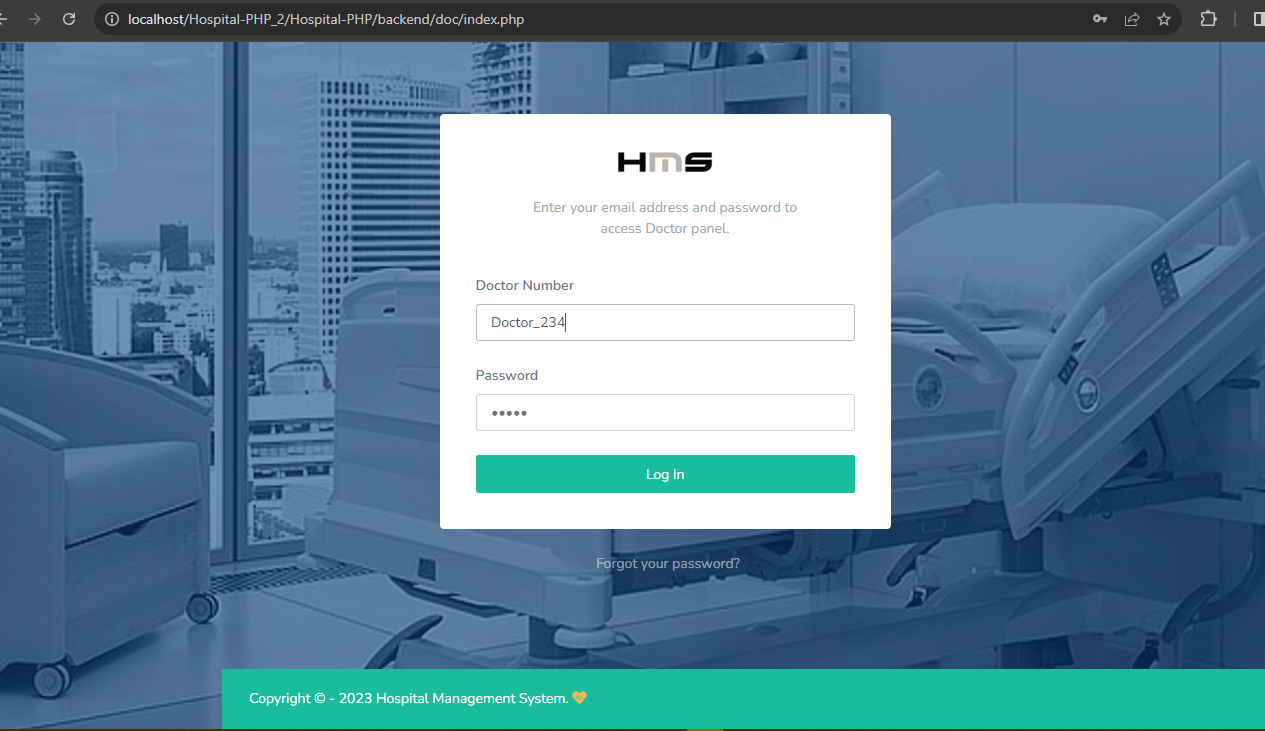 localhost/Hospital-PHP_2/Hospital-PHP/backend/doc/index.php
HMS
Enter your email address and password to
access Doctor panel.
Doctor Number
Doctor_234
Password
•••••
Log In
Forgot your password?
Copyright © - 2023 Hospital Management System. 🧡